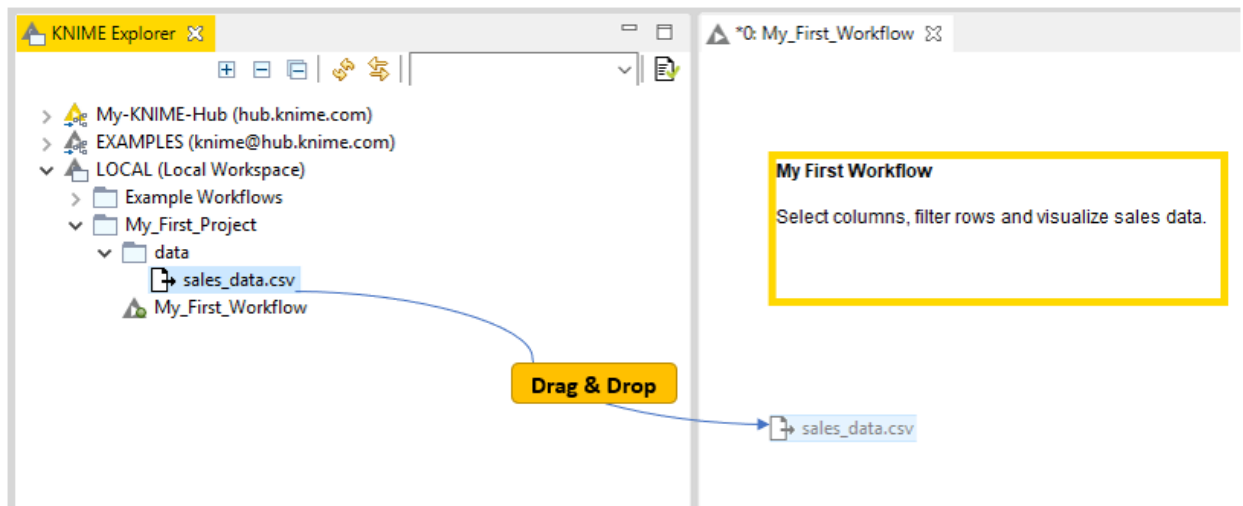 KNIME Explorer
*0: My_First_Workflow
My-KNIME-Hub (hub.knime.com)
EXAMPLES (knime@hub.knime.com)
LOCAL (Local Workspace)
Example Workflows
My_First_Project
data
sales_data.csv
My_First_Workflow
My First Workflow
Select columns, filter rows and visualize sales data.
Drag & Drop
sales_data.csv